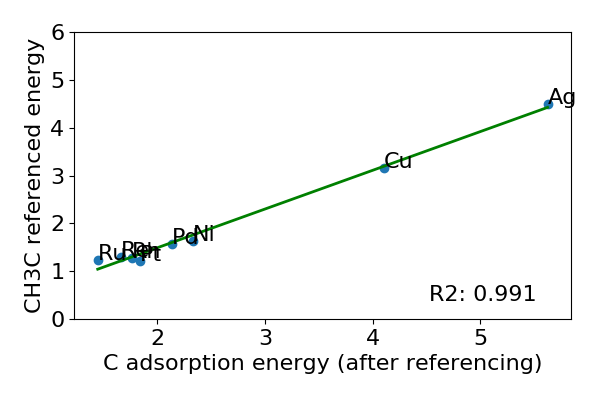 6
5
4
3
2
1
0
CH3C referenced energy
Ag
Cu
Ni
Pd
Pt
Ru
R2: 0.991
2
3
4
5
C adsorption energy (after referencing)